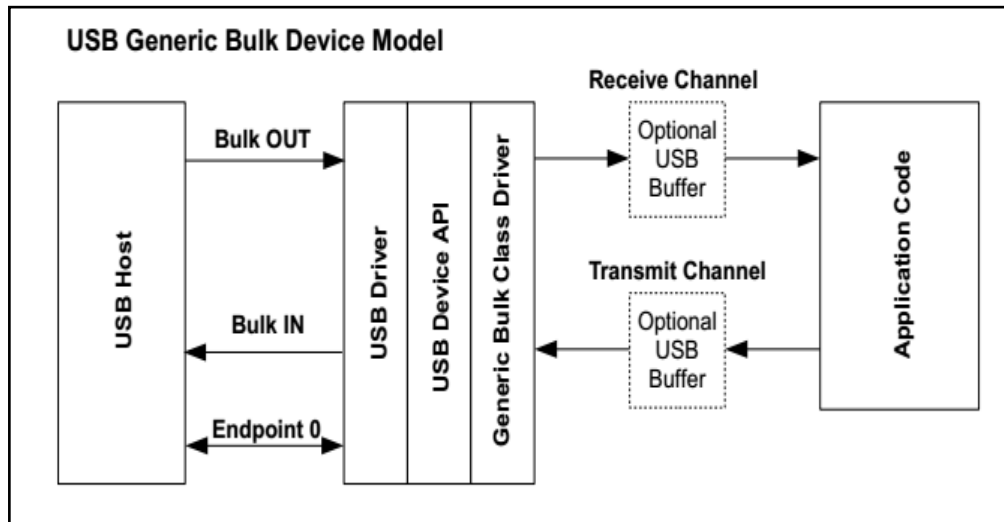 USB Generic Bulk Device Model
USB Host
Bulk OUT
Bulk IN
Endpoint 0
USB Driver
USB Device API
Generic Bulk Class Driver
Receive Channel
Optional
USB
Buffer
Transmit Channel
Optional
USB
Buffer
Application Code